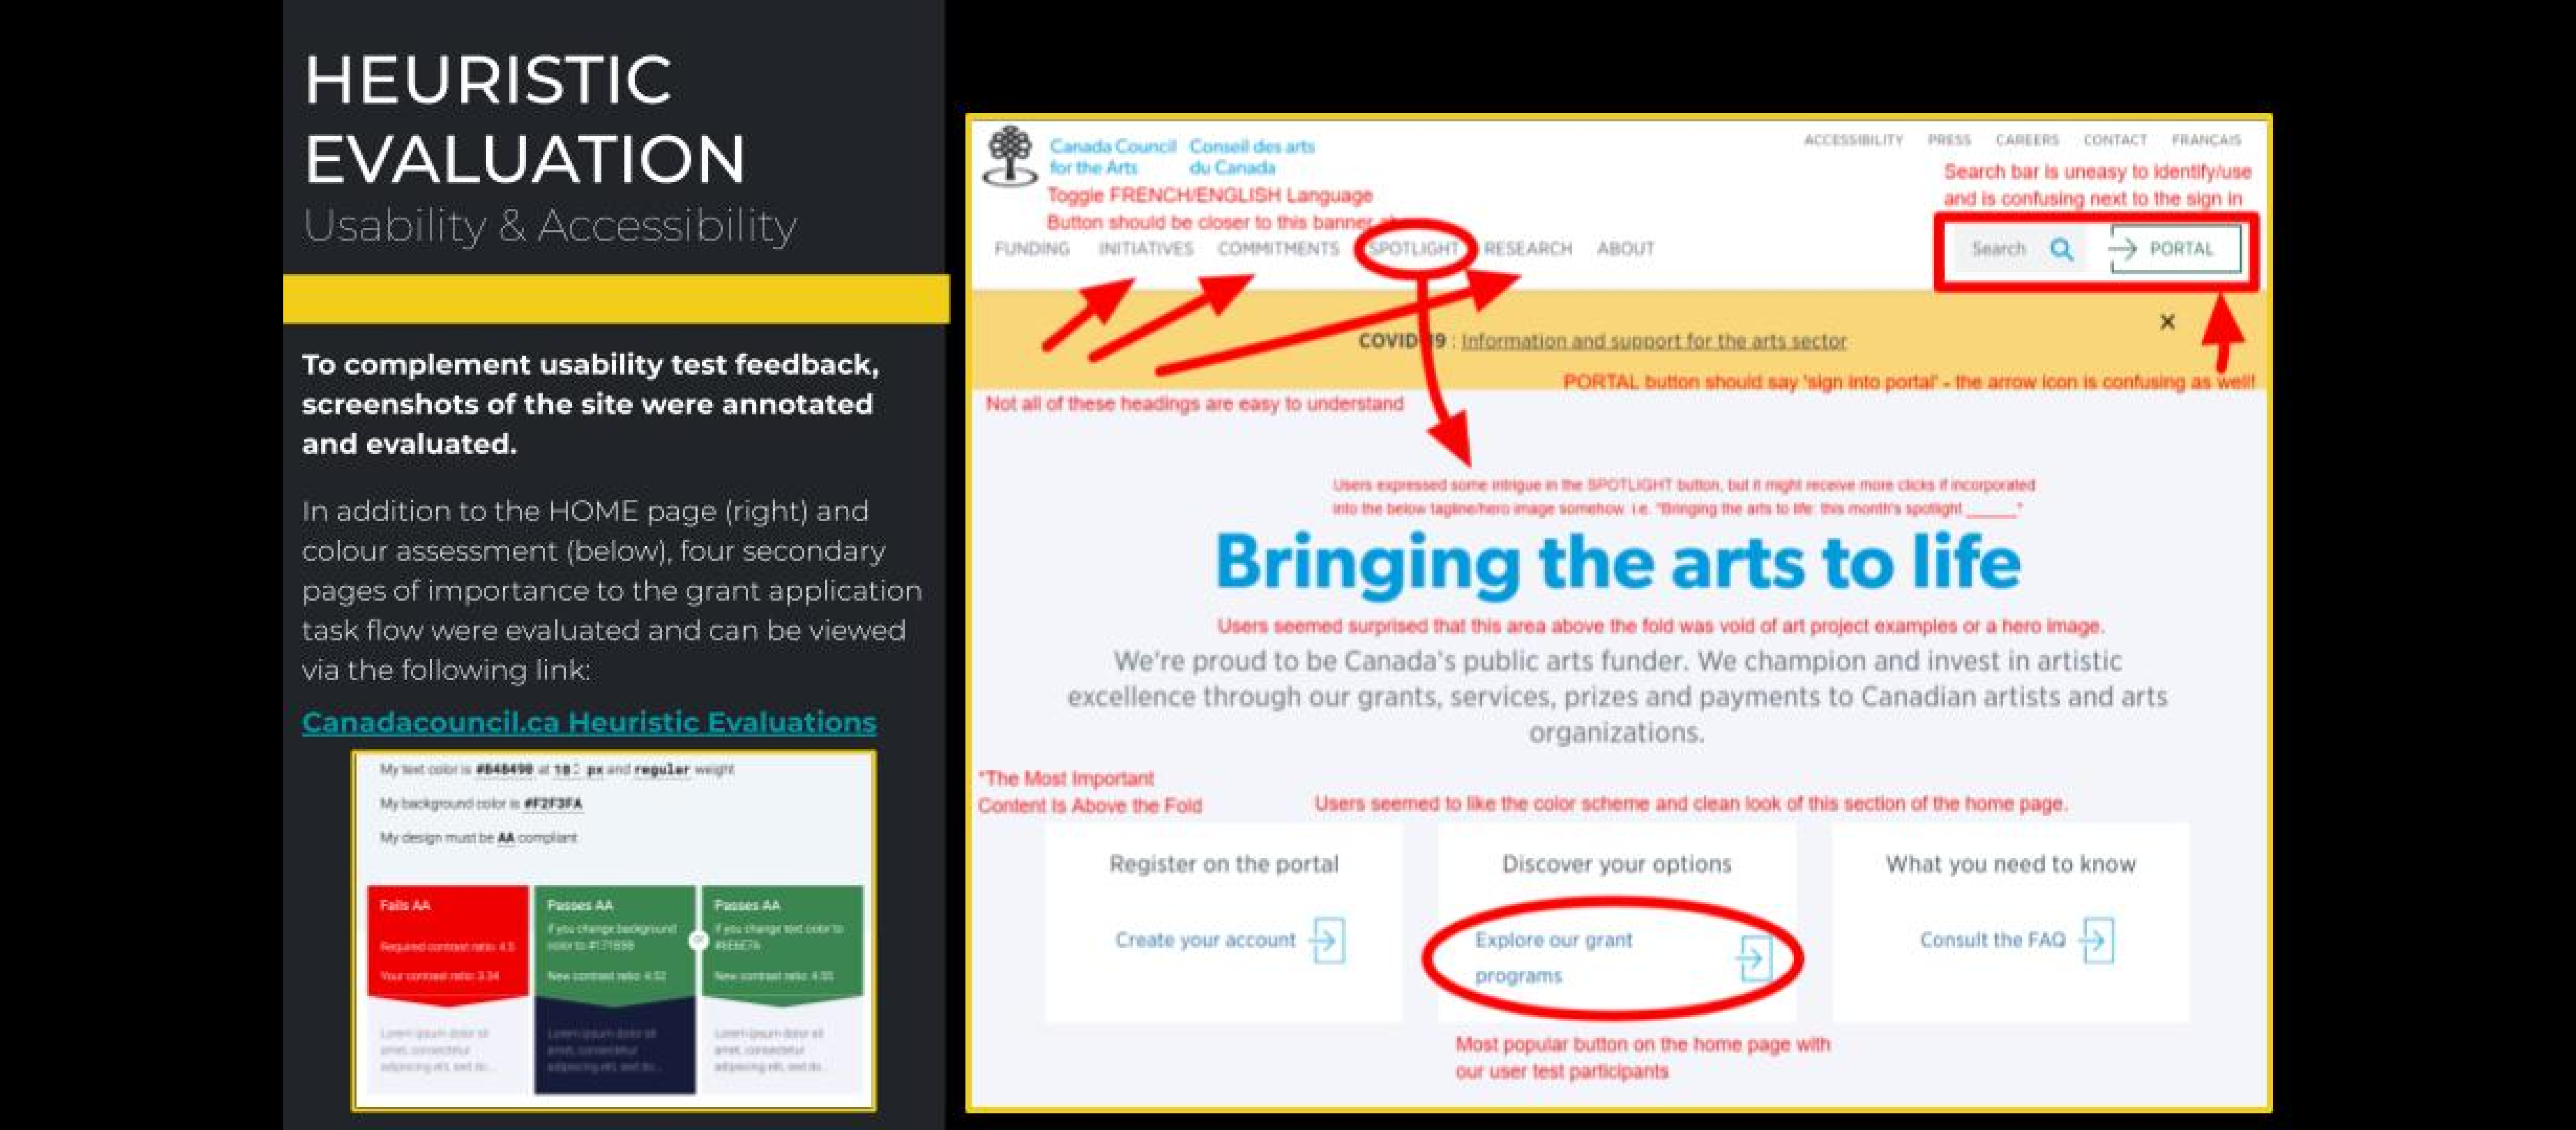 HEURISTIC
EVALUATION
Usability & Accessibility
To complement usability test feedback,
screenshots of the site were annotated
and evaluated.
In addition to the HOME page (right) and
colour assessment (below), four secondary
pages of importance to the grant application
task flow were evaluated and can be viewed
via the following link:
Canadacouncil.ca Heuristic Evaluations
My text color is at px and regular weight
My background color is #F2F3FA
My design must be AA compliant
Fails AA
Required contrast ratio: 4.5
Your contrast ratio: 3.34
Passes AA
If you change background
color to
New contrast ratio: 4.52
or
Passes AA
If you change text color to
New contrast ratio: 4.55
Lorem ipsum dolor sit
amet, consectetur
adipiscing elit, sed do...
Lorem ipsum dolor sit
amet, consectetur
adipiscing elit, sed do...
Lorem ipsum dolor sit
amet, consectetur
adipiscing elit, sed do...
Canada Council
for the Arts
Conseil des arts
du Canada
ACCESSIBILITY PRESS CAREERS CONTACT FRANÇAIS
Toggle FRENCH/ENGLISH Language
Button should be closer to this banner
Search bar is uneasy to identify/use
and is confusing next to the sign in
FUNDING INITIATIVES COMMITMENTS SPOTLIGHT RESEARCH ABOUT
Search PORTAL
COVID-19 : Information and support for the arts sector
PORTAL button should say 'sign into portal' - the arrow icon is confusing as well!
Not all of these headings are easy to understand
Users expressed some intrigue in the SPOTLIGHT button, but it might receive more clicks if incorporated
into the below tagline/hero image somehow. i.e. "Bringing the arts to life: this month's spotlight ______"
Bringing the arts to life
Users seemed surprised that this area above the fold was void of art project examples or a hero image.
We're proud to be Canada's public arts funder. We champion and invest in artistic
excellence through our grants, services, prizes and payments to Canadian artists and arts
organizations.
*The Most Important
Content Is Above the Fold
Users seemed to like the color scheme and clean look of this section of the home page.
Register on the portal
Create your account
Discover your options
Explore our grant
programs
What you need to know
Consult the FAQ
Most popular button on the home page with
our user test participants